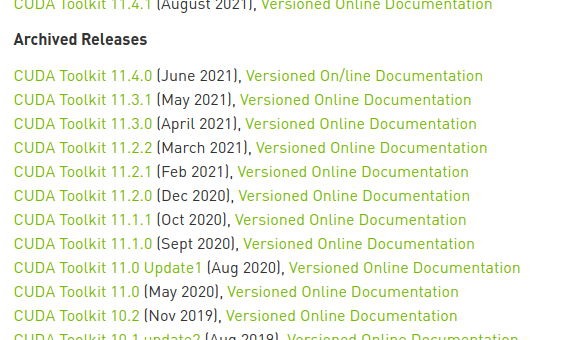 CUDA Toolkit 11.4.1 (August 2021), Versioned Online Documentation
Archived Releases
CUDA Toolkit 11.4.0 (June 2021), Versioned On/line Documentation
CUDA Toolkit 11.3.1 (May 2021), Versioned Online Documentation
CUDA Toolkit 11.3.0 (April 2021), Versioned Online Documentation
CUDA Toolkit 11.2.2 (March 2021), Versioned Online Documentation
CUDA Toolkit 11.2.1 (Feb 2021), Versioned Online Documentation
CUDA Toolkit 11.2.0 (Dec 2020), Versioned Online Documentation
CUDA Toolkit 11.1.1 (Oct 2020), Versioned Online Documentation
CUDA Toolkit 11.1.0 (Sept 2020), Versioned Online Documentation
CUDA Toolkit 11.0 Update1 (Aug 2020), Versioned Online Documentation
CUDA Toolkit 11.0 (May 2020), Versioned Online Documentation
CUDA Toolkit 10.2 (Nov 2019), Versioned Online Documentation
CUDA Toolkit 10.1 update2 (Aug 2019), Versioned Online Documentation